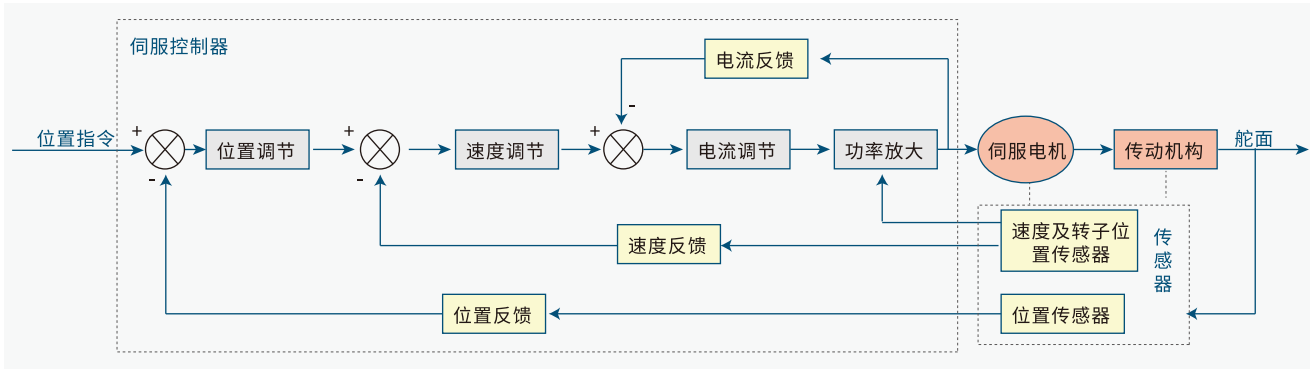 伺服控制器
电流反馈
-
位置指令
+
位置调节
+
速度调节
+
电流调节
功率放大
伺服电机
传动机构
舵面
-
-
速度反馈
速度及转子位
置传感器
传
感
器
位置反馈
位置传感器